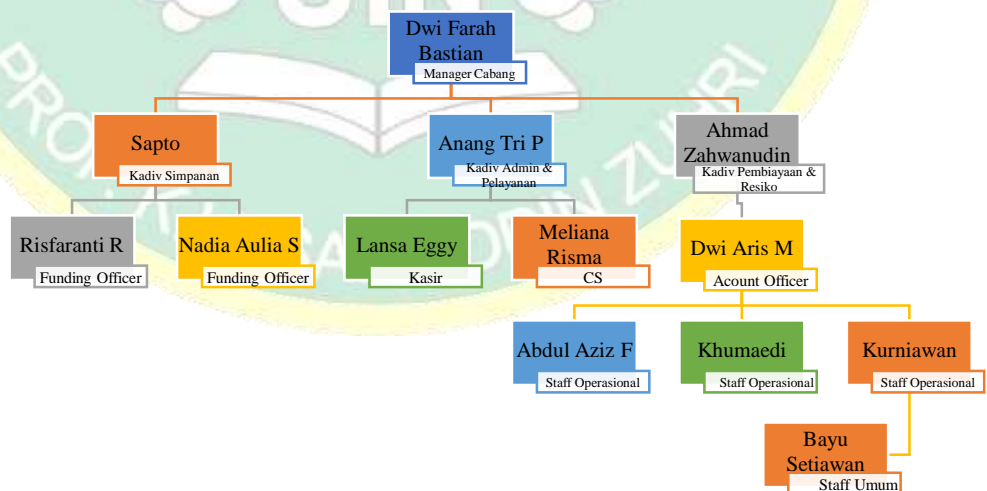 Dwi Farah
Bastian
Manager Cabang
Sapto
Kadiv Simpanan
Anang Tri P
Kadiv Admin &
Pelayanan
Ahmad
Zahwanudin
Kadiv Pembiayaan &
Resiko
Risfaranti R
Funding Officer
Nadia Aulia S
Funding Officer
Lansa Eggy
Kasir
Meliana
Risma
CS
Dwi Aris M
Acount Officer
Abdul Aziz F
Staff Operasional
Khumaedi
Staff Operasional
Kurniawan
Staff Operasional
Bayu
Setiawan
Staff Umum